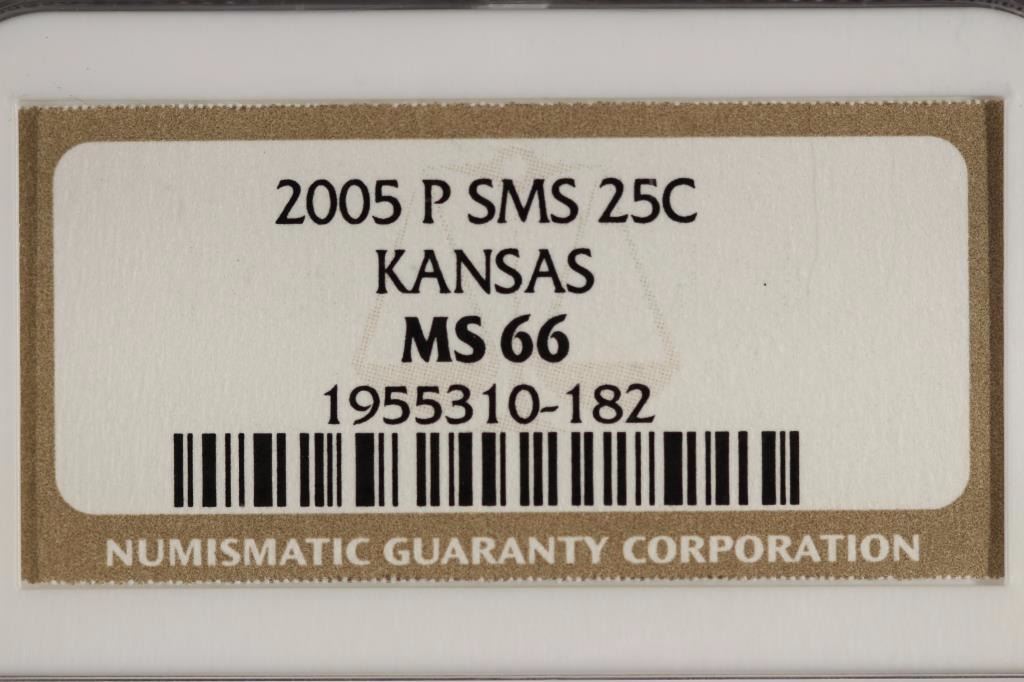 2005 P SMS 25C
KANSAS
MS 66
1955310-182
NUMISMATIC GUARANTY CORPORATION